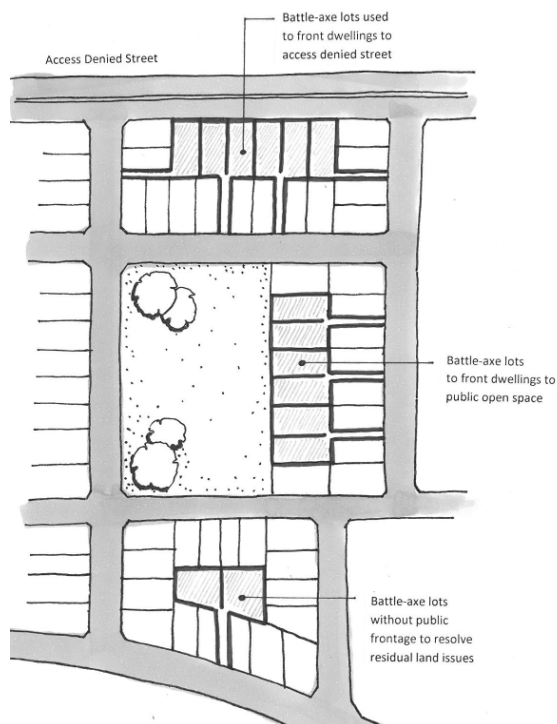 Battle-axe lots used
to front dwellings to
access denied street
Access Denied Street
Battle-axe lots
to front dwellings to
public open space
Battle-axe lots
without public
frontage to resolve
residual land issues